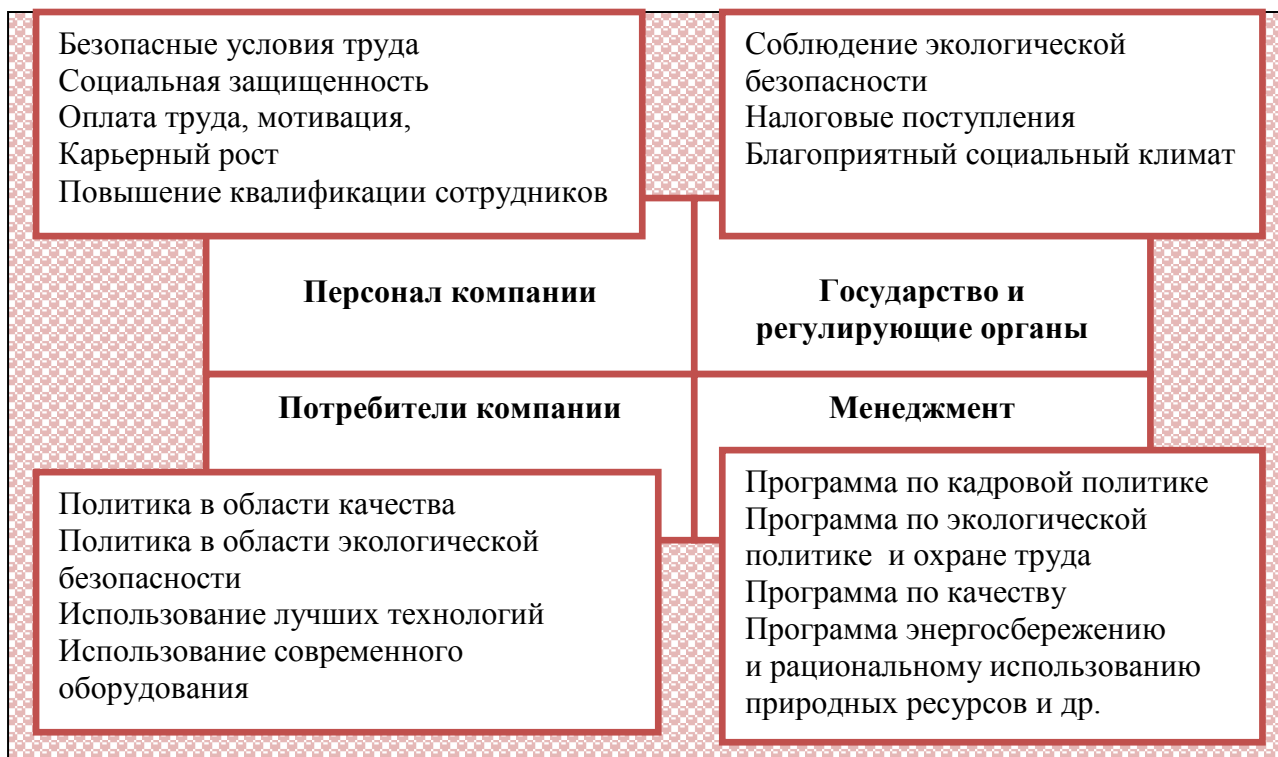 Безопасные условия труда
Социальная защищенность
Оплата труда, мотивация,
Карьерный рост
Повышение квалификации сотрудников
Соблюдение экологической
безопасности
Налоговые поступления
Благоприятный социальный климат
Персонал компании
Государство и
регулирующие органы
Потребители компании
Менеджмент
Политика в области качества
Политика в области экологической
безопасности
Использование лучших технологий
Использование современного
оборудования
Программа по кадровой политике
Программа по экологической
политике  и охране труда
Программа по качеству
Программа энергосбережению
и рациональному использованию
природных ресурсов и др.